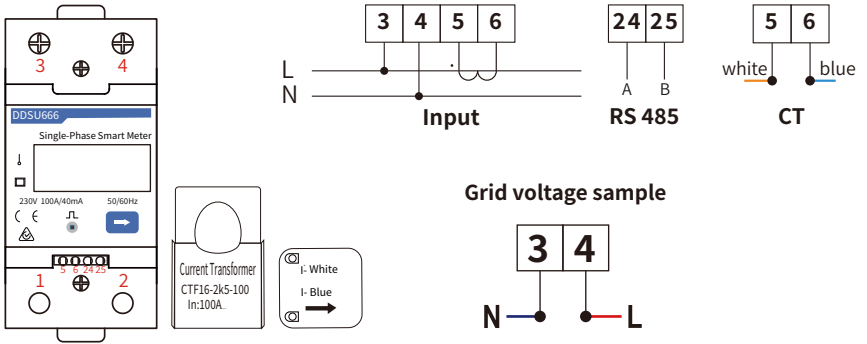 3 4
DDSU666
Single-Phase Smart Meter
230V 100A/40mA 50/60Hz
5 6 24 25
1 2
Current Transformer
CTF16-2k5-100
In:100A
I- White
I- Blue
3 4 5 6
L
N
Input
24 25
A B
RS 485
5 6
white blue
CT
Grid voltage sample
3 4
N L